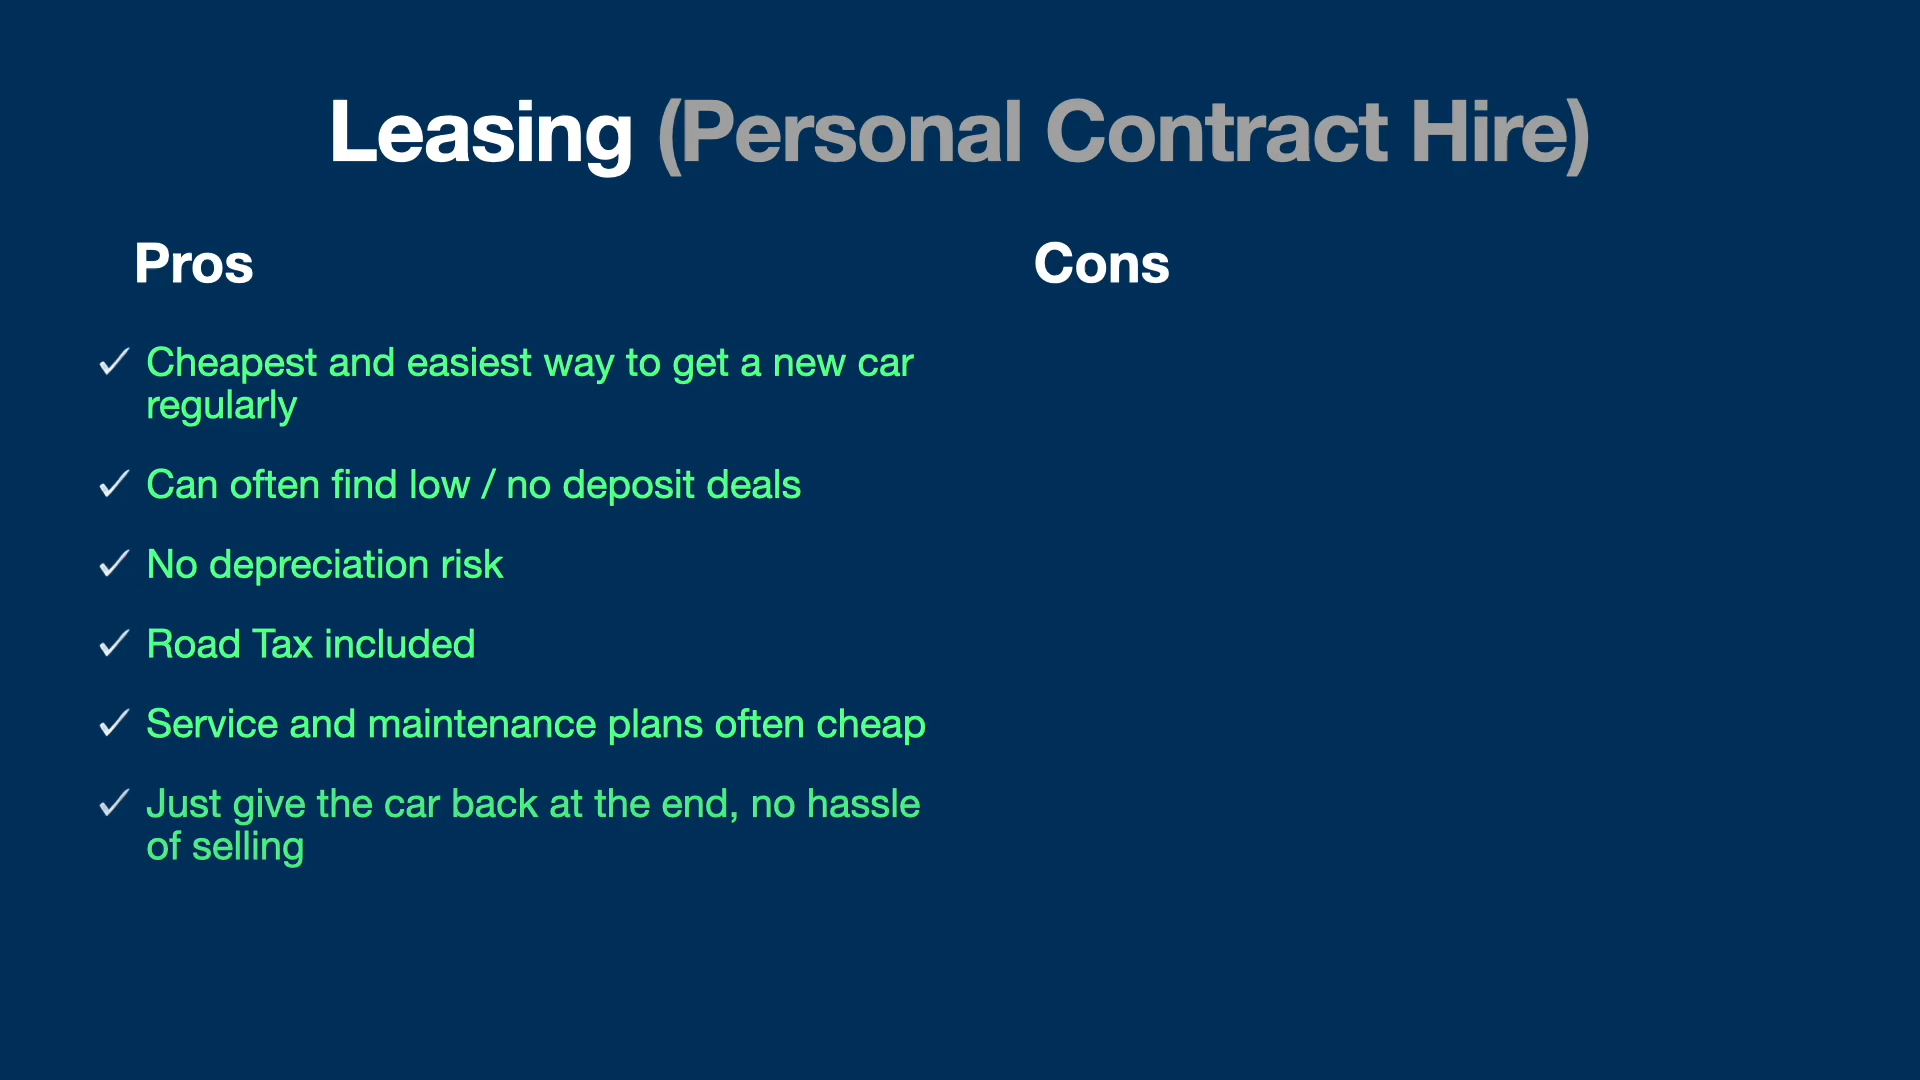 Leasing (Personal Contract Hire)
Pros
✓ Cheapest and easiest way to get a new car
regularly
✓ Can often find low / no deposit deals
✓ No depreciation risk
✓ Road Tax included
✓ Service and maintenance plans often cheap
✓ Just give the car back at the end, no hassle
of selling
Cons